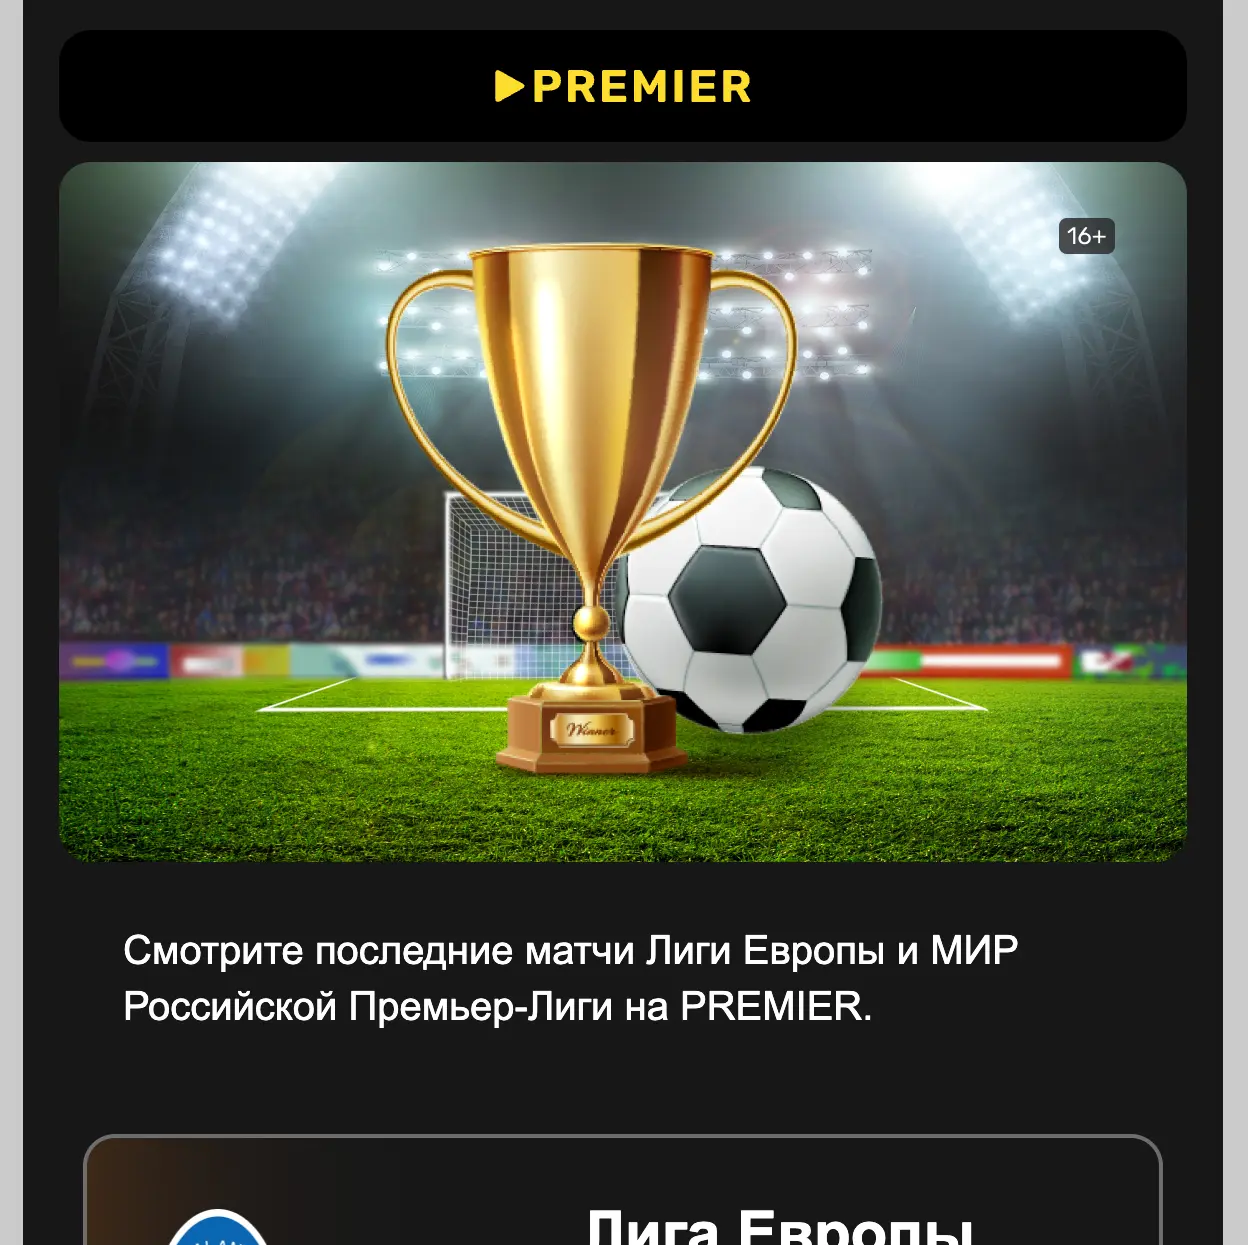 PREMIER
16+
Winner
Смотрите последние матчи Лиги Европы и МИР
Российской Премьер-Лиги на PREMIER.
Лига Европы